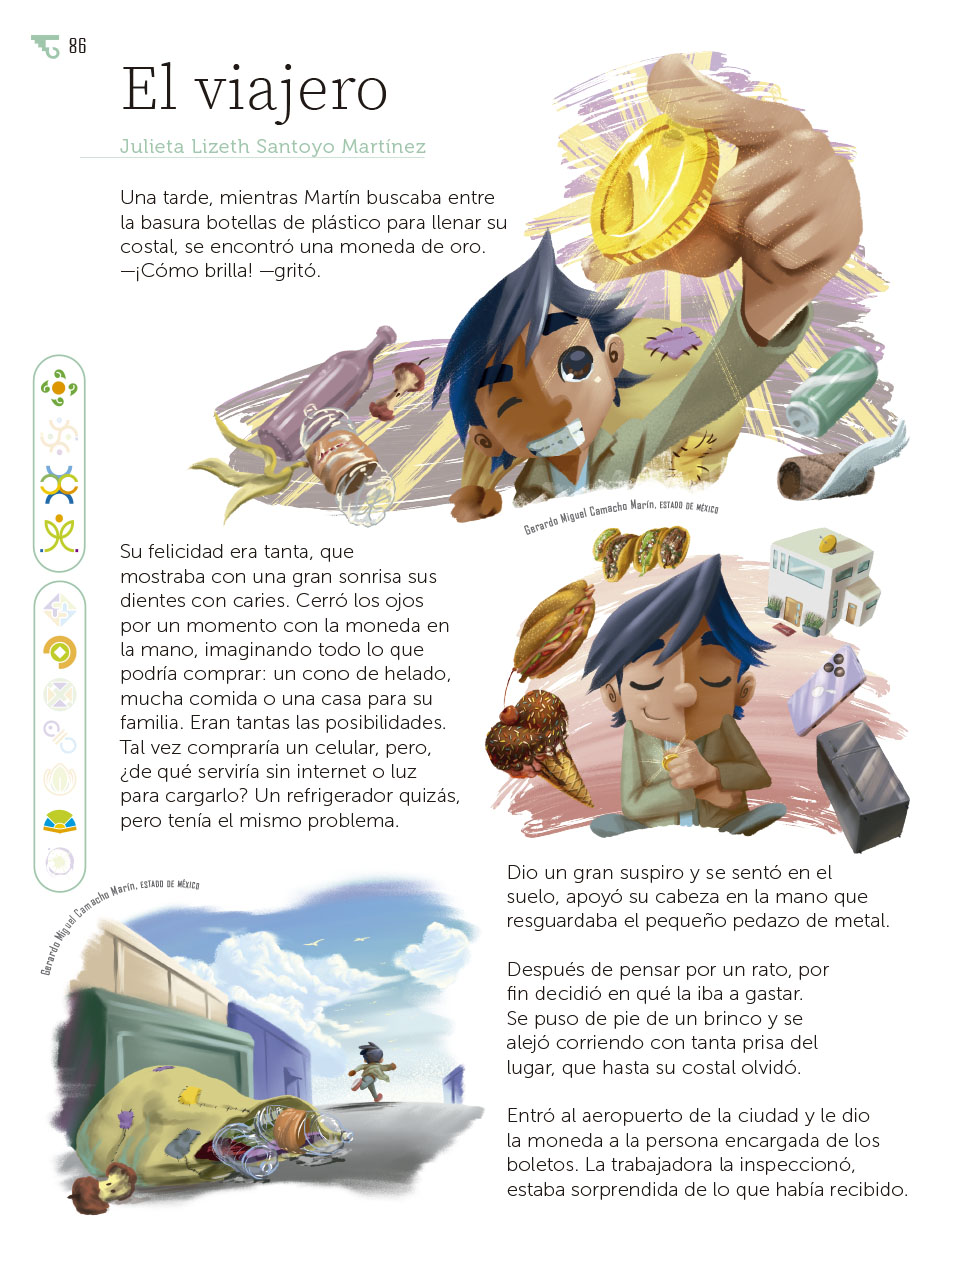 86
El viajero
Julieta Lizeth Santoyo Martínez
Una tarde, mientras Martín buscaba entre
la basura botellas de plástico para llenar su
costal, se encontró una moneda de oro.
—¡Cómo brilla! —gritó.
Gerardo Miguel Camacho Marín, ESTADO DE MÉXICO
Su felicidad era tanta, que
mostraba con una gran sonrisa sus
dientes con caries. Cerró los ojos
por un momento con la moneda en
la mano, imaginando todo lo que
podría comprar: un cono de helado,
mucha comida o una casa para su
familia. Eran tantas las posibilidades.
Tal vez compraría un celular, pero,
¿de qué serviría sin internet o luz
para cargarlo? Un refrigerador quizás,
pero tenía el mismo problema.
Gerardo Miguel Camacho Marín, ESTADO DE MÉXICO
Dio un gran suspiro y se sentó en el
suelo, apoyó su cabeza en la mano que
resguardaba el pequeño pedazo de metal.
Después de pensar por un rato, por
fin decidió en qué la iba a gastar.
Se puso de pie de un brinco y se
alejó corriendo con tanta prisa del
lugar, que hasta su costal olvidó.
Entró al aeropuerto de la ciudad y le dio
la moneda a la persona encargada de los
boletos. La trabajadora la inspeccionó,
estaba sorprendida de lo que había recibido.